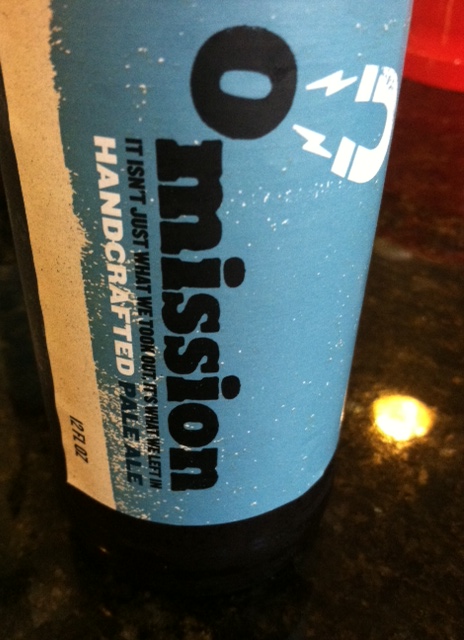 Omission
IT ISN'T JUST WHAT WE TOOK OUT IT'S WHAT WE LEFT IN
HANDCRAFTED PALE ALE
12 FL OZ